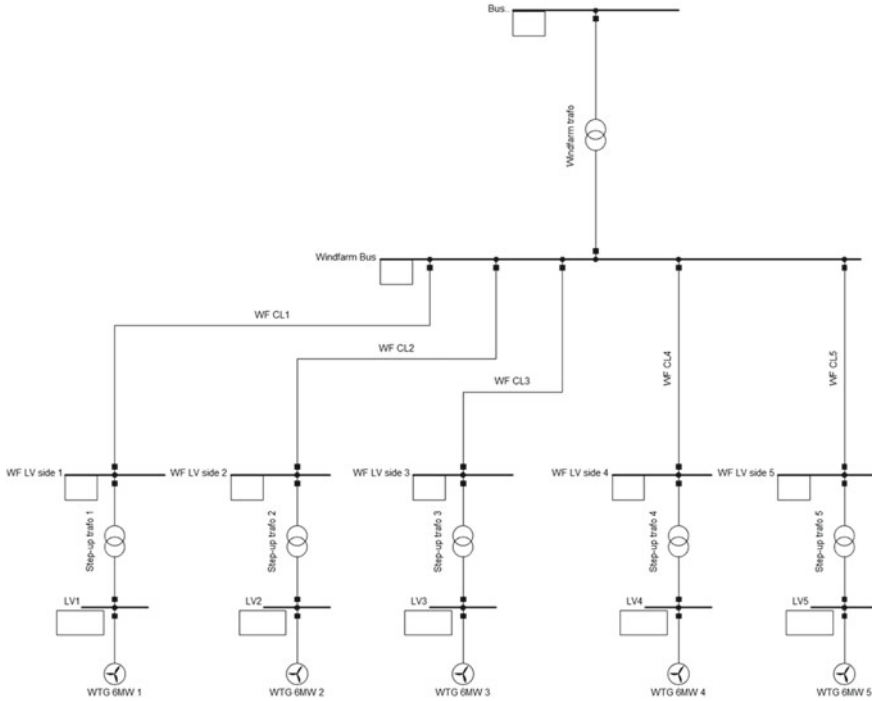 Bus..
Windfarm trafo
Windfarm Bus
WF CL1
WF CL2
WF CL3
WF CL4
WF CL5
WF LV side 1
WF LV side 2
WF LV side 3
WF LV side 4
WF LV side 5
Step-up trafo 1
Step-up trafo 2
Step-up trafo 3
Step-up trafo 4
Step-up trafo 5
LV1
LV2
LV3
LV4
LV5
WTG 6MW 1
WTG 6MW 2
WTG 6MW 3
WTG 6MW 4
WTG 6MW 5